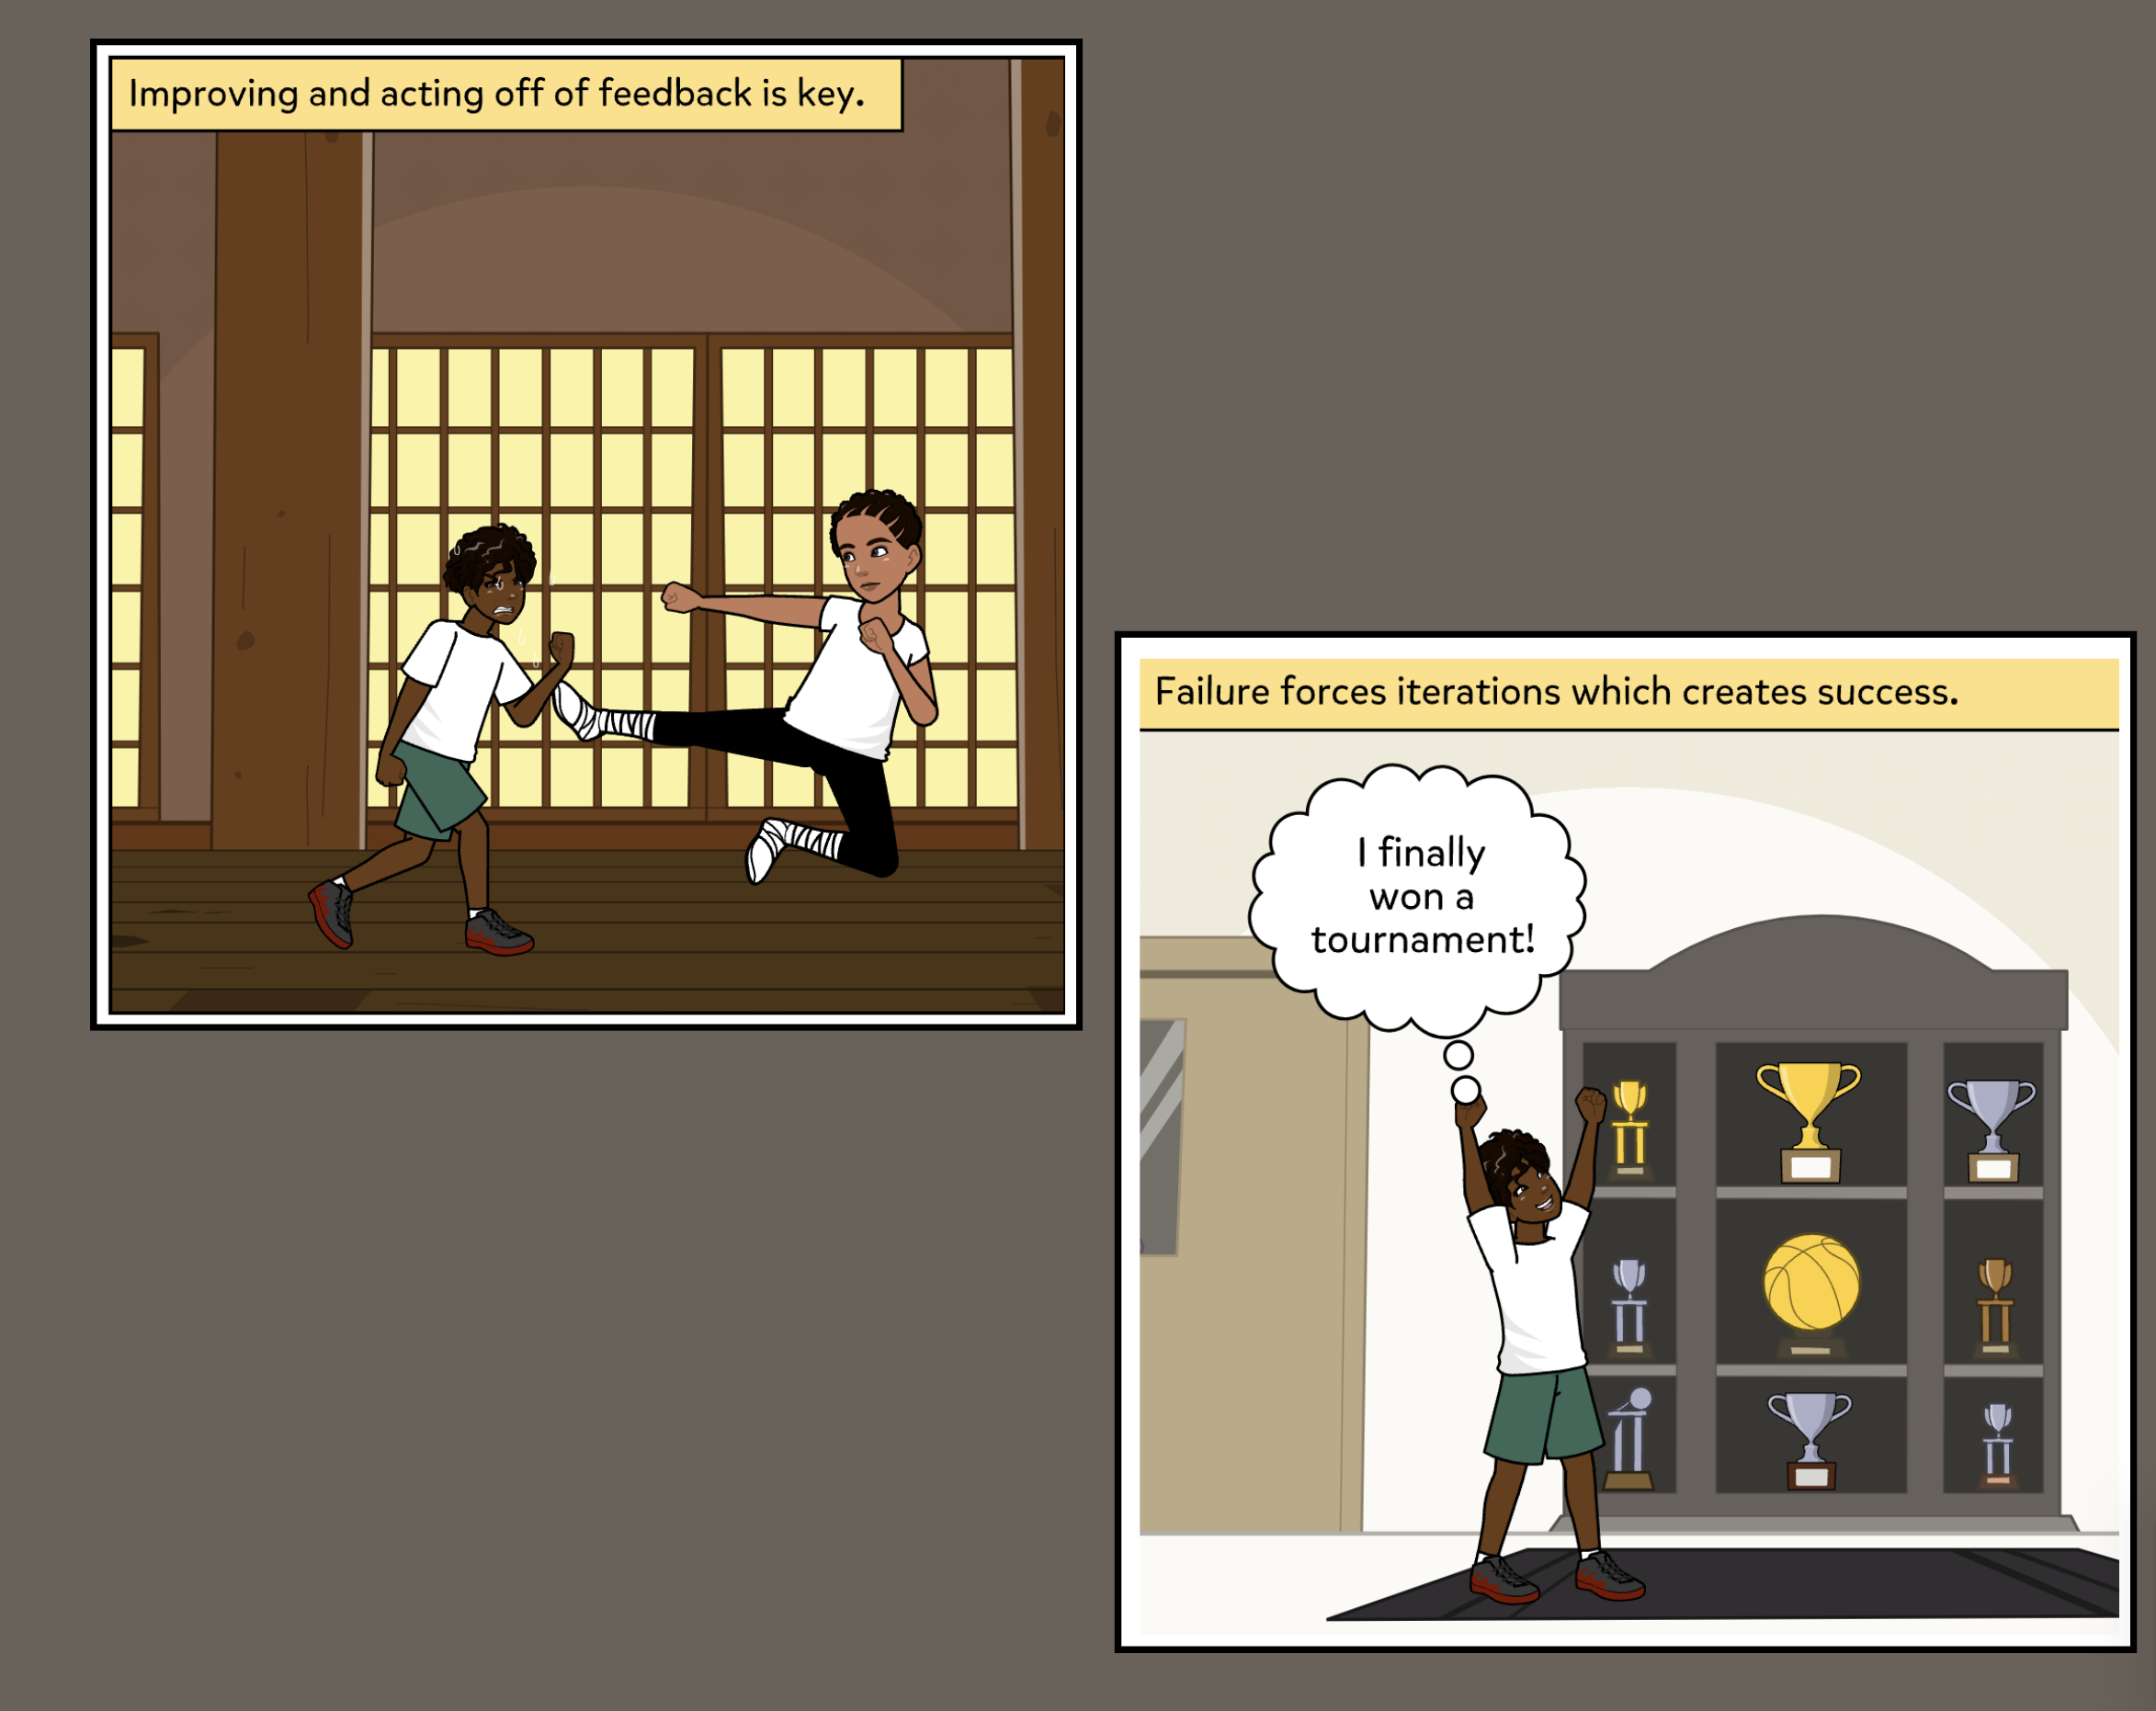 Improving and acting off of feedback is key.
Failure forces iterations which creates success.
I finally
won a
tournament!